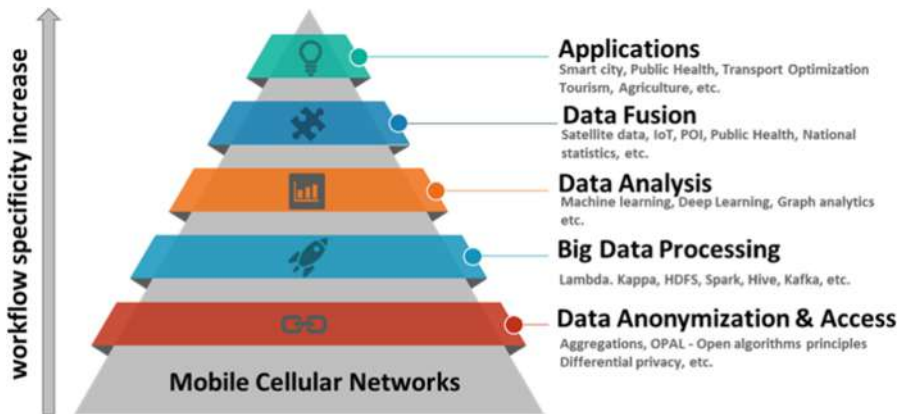 workflow specificity increase
Applications
Smart city, Public Health, Transport Optimization
Tourism, Agriculture, etc.
Data Fusion
Satellite data, IoT, POI, Public Health, National
statistics, etc.
Data Analysis
Machine learning, Deep Learning, Graph analytics
etc.
Big Data Processing
Lambda. Kappa, HDFS, Spark, Hive, Kafka, etc.
Data Anonymization & Access
Aggregations, OPAL - Open algorithms principles
Differential privacy, etc.
Mobile Cellular Networks